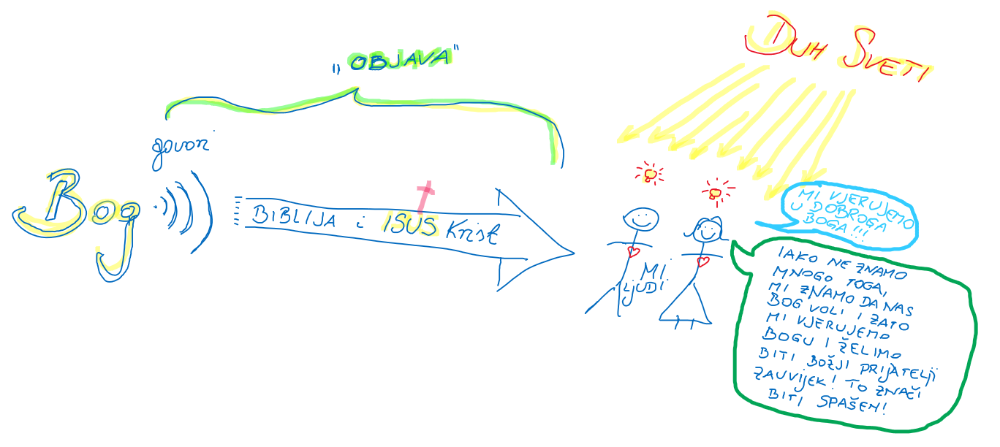 „OBJAVA"
DUH SVETI
govori
Bog
BIBLIJA i ISUS Krist
MI
LJUDI
MI VJERUJEMO
U DOBROGA
BOGA!!!
IAKO NE ZNAMO
MNOGO TOGA,
MI ZNAMO DA NAS
BOG VOLI I ZATO
MI VJERUJEMO
BOGU I ŽELIMO
BITI BOŽJI PRIJATELJI
ZAUVIJEK! TO ZNAČI
BITI SPAŠEN!